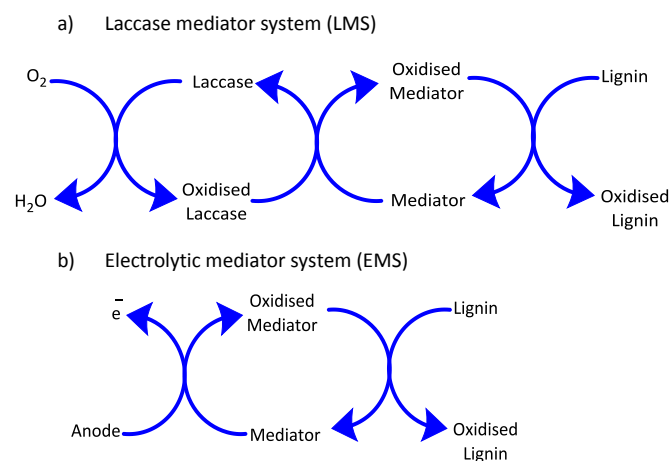 a) Laccase mediator system (LMS)
O2
Laccase
Oxidised
Mediator
Lignin
H2O
Oxidised
Laccase
Mediator
Oxidised
Lignin
b) Electrolytic mediator system (EMS)
e̅
Oxidised
Mediator
Lignin
Anode
Mediator
Oxidised
Lignin